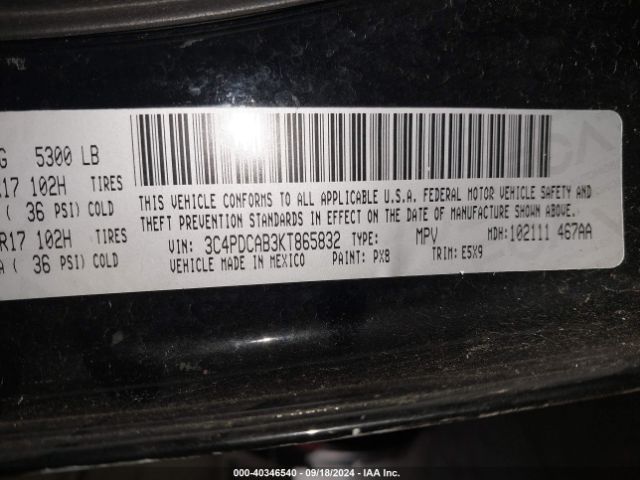 G 5300 LB
R17 102H TIRES
( 36 PSI) COLD
R17 102H TIRES
A ( 36 PSI) COLD
THIS VEHICLE CONFORMS TO ALL APPLICABLE U.S.A. FEDERAL MOTOR VEHICLE SAFETY AND
THEFT PREVENTION STANDARDS IN EFFECT ON THE DATE OF MANUFACTURE SHOWN ABOVE.
VIN: 3C4PDCAB3KT865832 TYPE: MPV MDH: 102111 467AA
VEHICLE MADE IN MEXICO PAINT: PX8 TRIM: E5X9
000-40346540 - 09/18/2024 - IAA Inc.